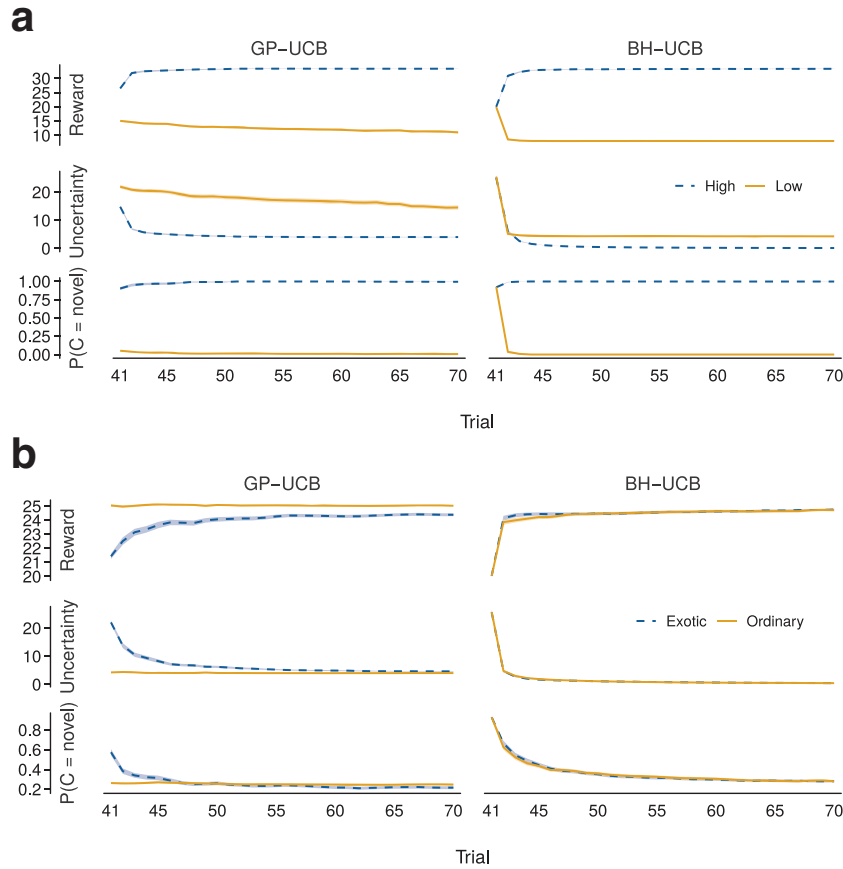 a
GP−UCB
BH−UCB
Reward
30
25
20
15
10
Uncertainty
20
10
0
High
Low
P(C = novel)
1.00
0.75
0.50
0.25
0.00
41 45 50 55 60 65 70
41 45 50 55 60 65 70
Trial
b
GP−UCB
BH−UCB
Reward
25
24
23
22
21
20
Uncertainty
20
10
0
Exotic
Ordinary
P(C = novel)
0.8
0.6
0.4
0.2
41 45 50 55 60 65 70
41 45 50 55 60 65 70
Trial